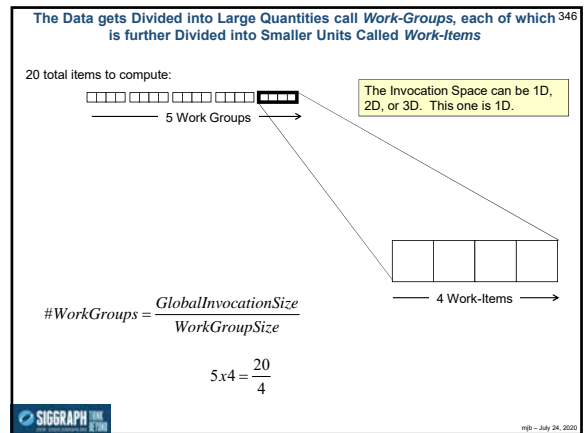 The Data gets Divided into Large Quantities call Work-Groups, each of which
is further Divided into Smaller Units Called Work-Items
346
20 total items to compute:
The Invocation Space can be 1D,
2D, or 3D. This one is 1D.
5 Work Groups
4 Work-Items
#WorkGroups = GlobalInvocationSize
WorkGroupSize
5x4 = 20
4
SIGGRAPH THINK
BEYOND
mjb – July 24, 2020